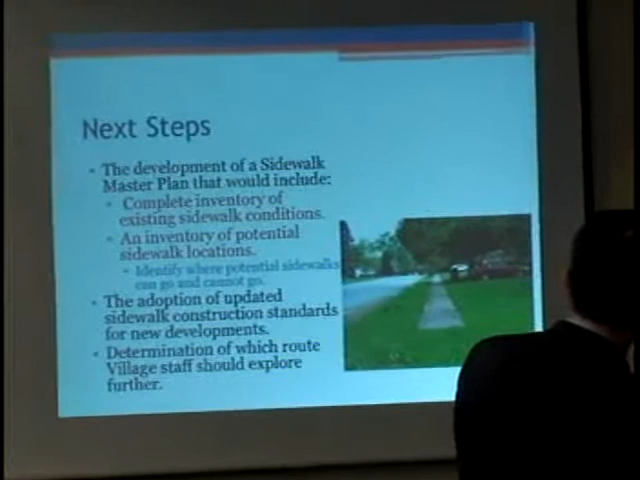 Next Steps
• The development of a Sidewalk
Master Plan that would include:
• Complete inventory of
existing sidewalk conditions.
• An inventory of potential
sidewalk locations.
• Identify where potential sidewalks
can go and cannot go.
• The adoption of updated
sidewalk construction standards
for new developments.
• Determination of which route
Village staff should explore
further.